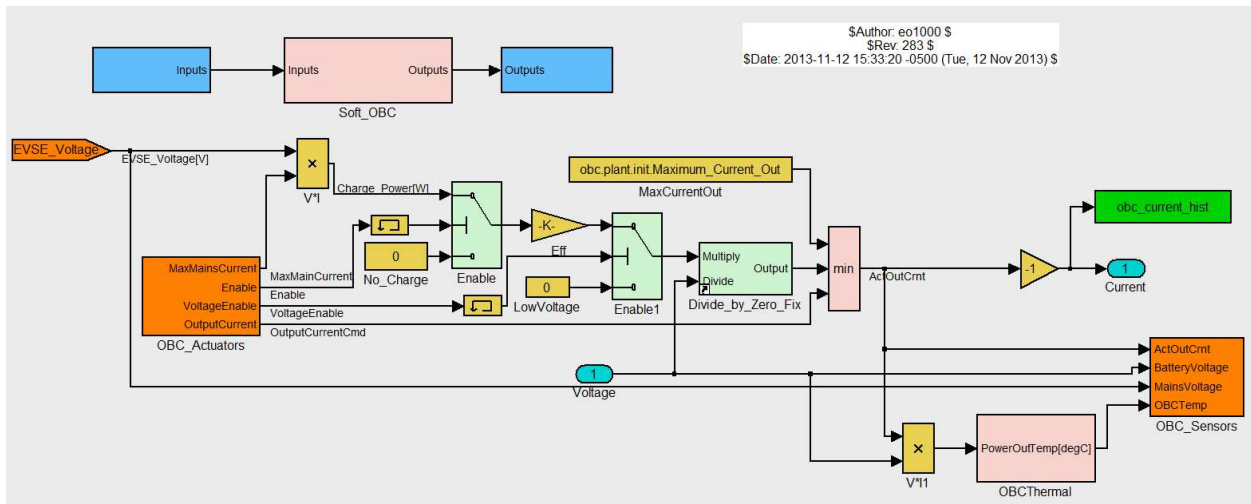 $Author: eo1000 $
$Rev: 283 $
$Date: 2013-11-12 15:33:20 -0500 (Tue, 12 Nov 2013) $
Inputs
Inputs
Outputs
Outputs
Soft_OBC
EVSE_Voltage
EVSE_Voltage[V]
×
V*I
Charge_Power[W]
obc.plant.init.Maximum_Current_Out
MaxCurrentOut
obc_current_hist
-K-
Eff
0
No_Charge
Enable
Multiply
Divide
Output
Divide_by_Zero_Fix
min
ActOutCrnt
-1
1
Current
MaxMainsCurrent
Enable
VoltageEnable
OutputCurrent
OBC_Actuators
MaxMainCurrent
Enable
VoltageEnable
OutputCurrentCmd
0
LowVoltage
Enable1
1
Voltage
ActOutCrnt
BatteryVoltage
MainsVoltage
OBCTemp
OBC_Sensors
×
V*I1
PowerOutTemp[degC]
OBCThermal